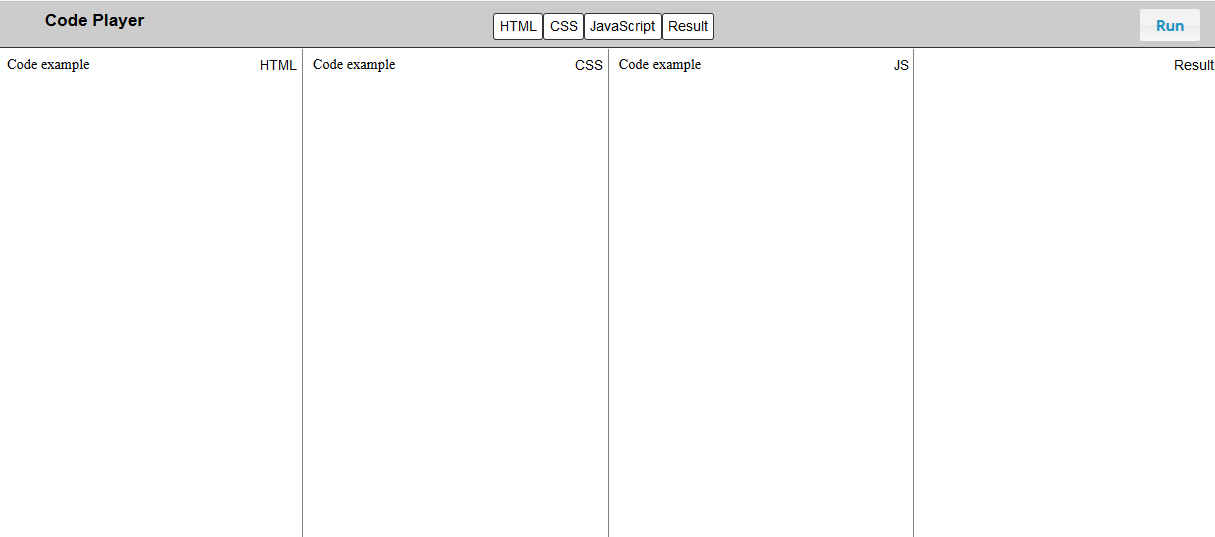 Code Player
HTML CSS JavaScript Result
Run
Code example HTML
Code example CSS
Code example JS
Result